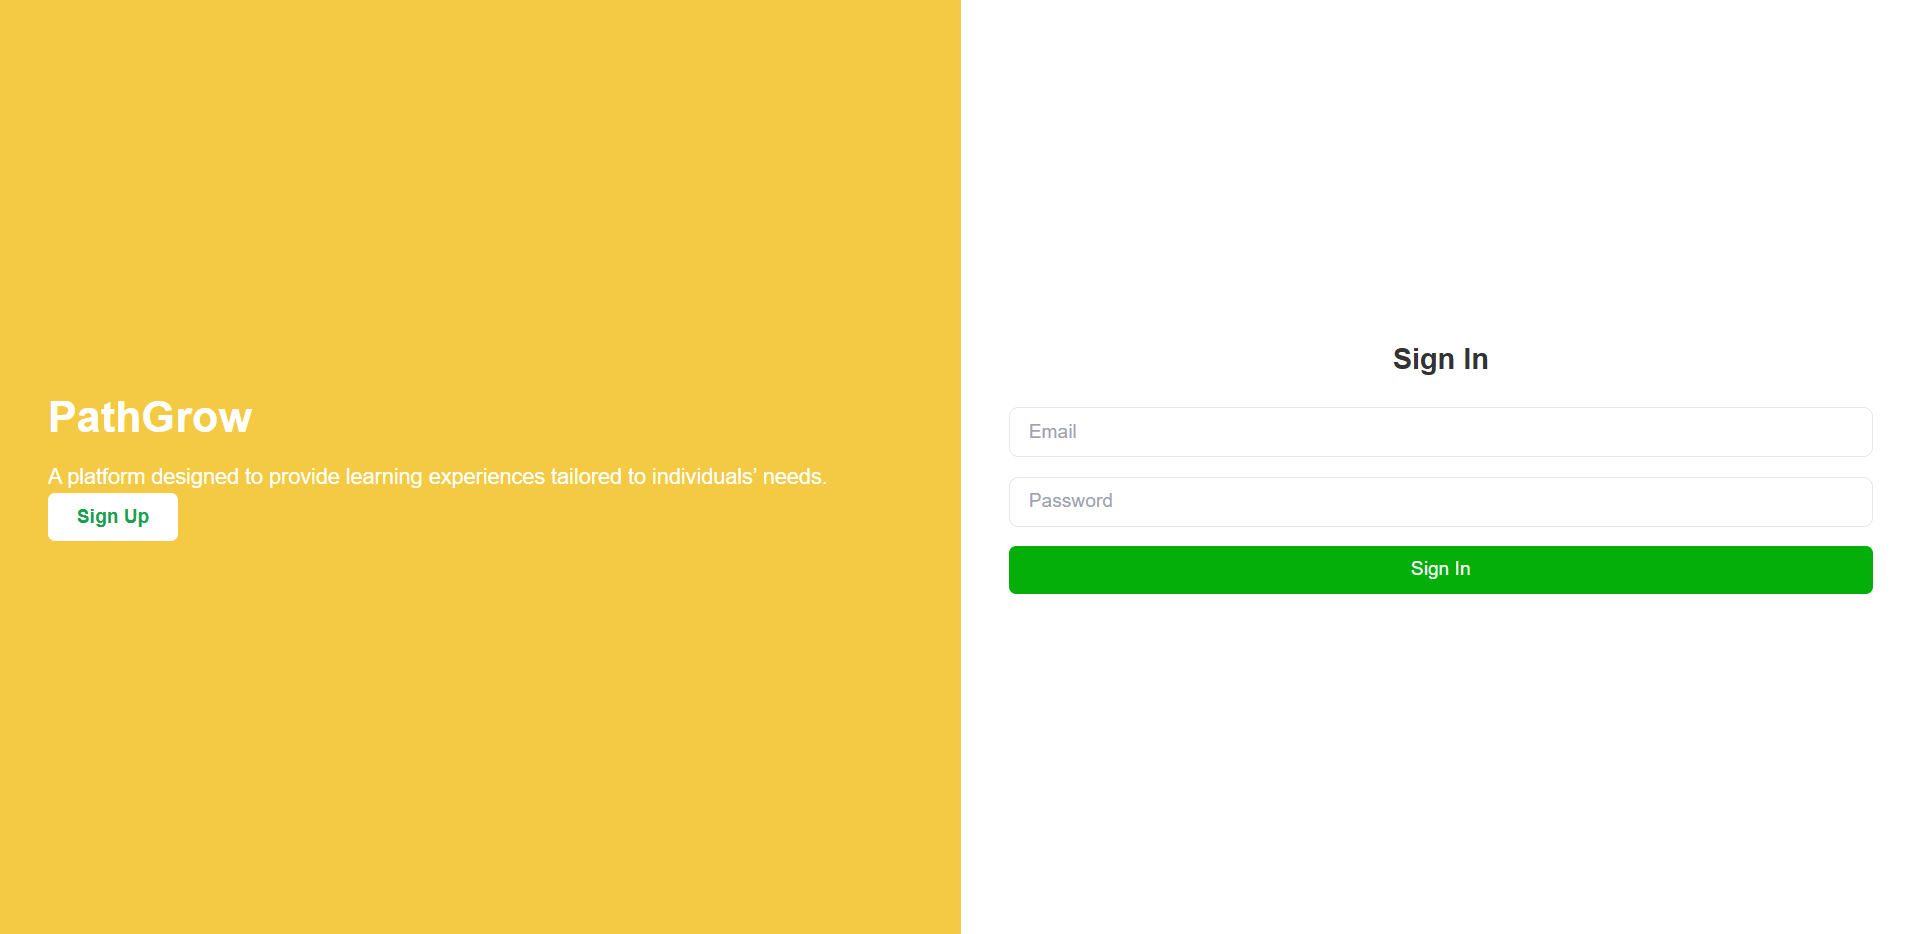 PathGrow
A platform designed to provide learning experiences tailored to individuals' needs.
Sign Up
Sign In
Email
Password
Sign In